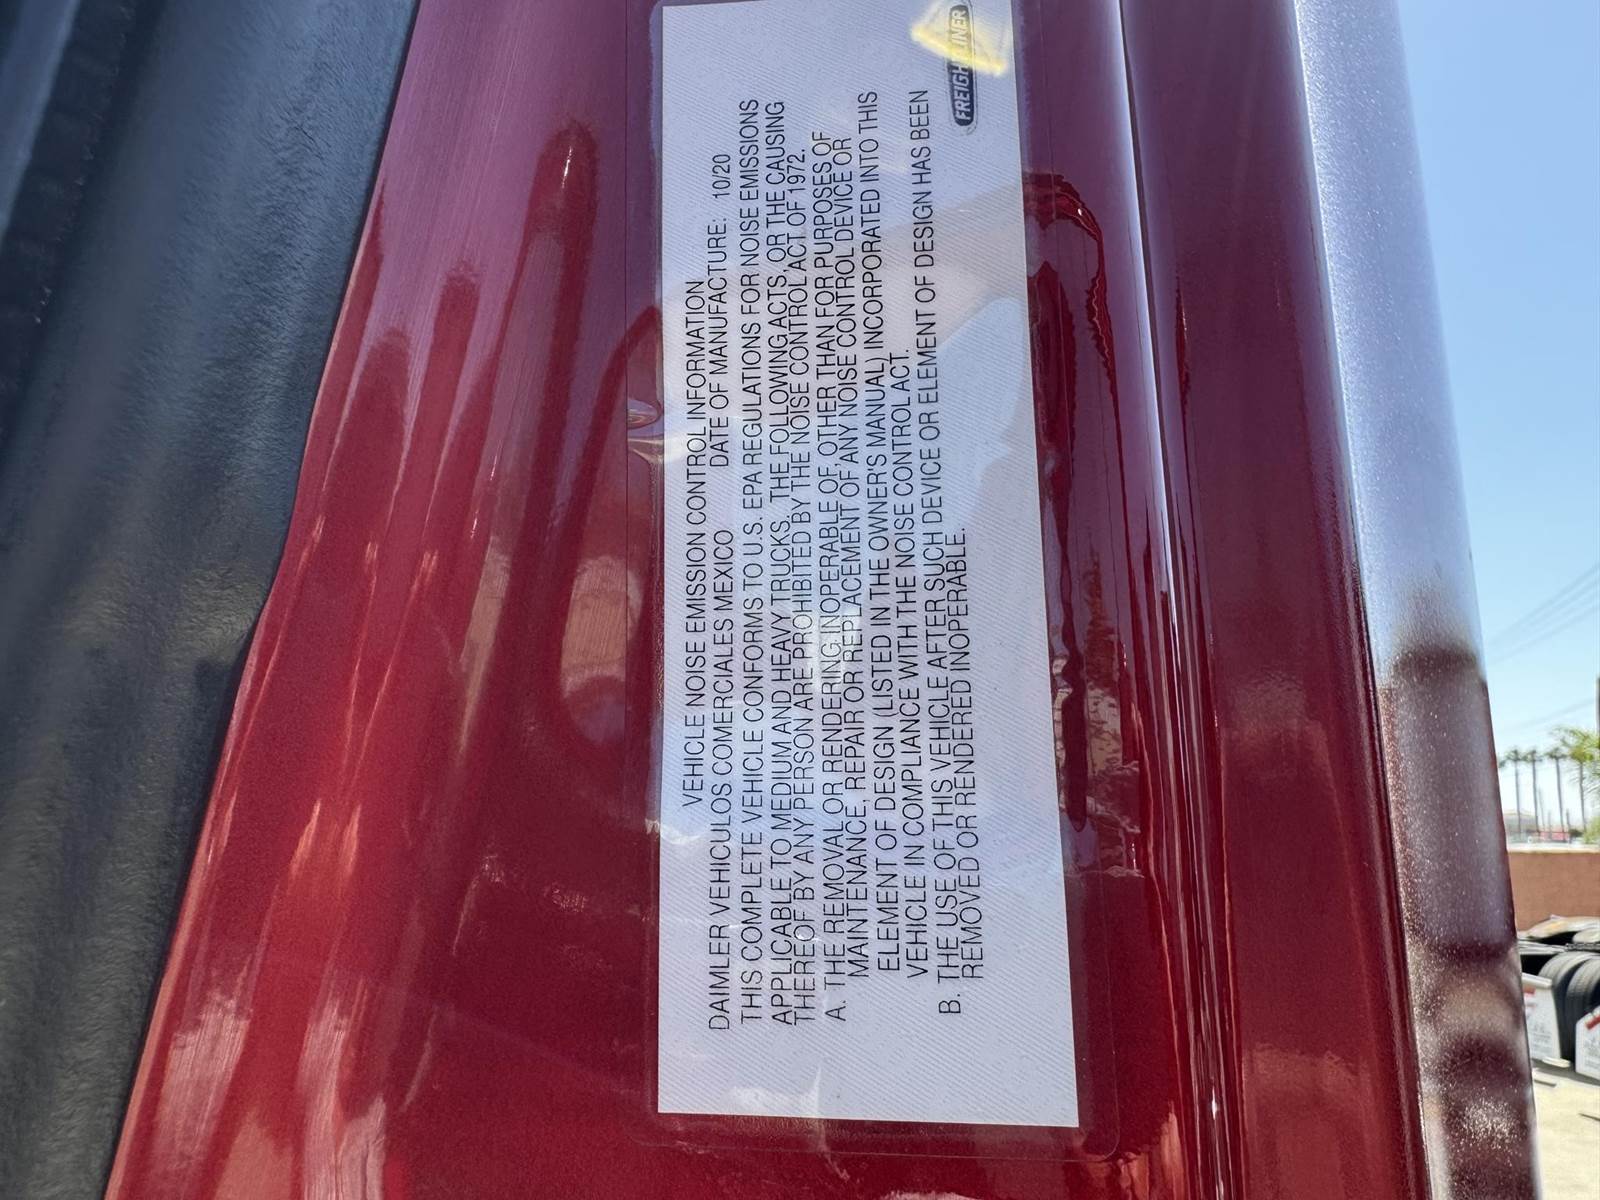 FREIGHTLINER
VEHICLE NOISE EMISSION CONTROL INFORMATION
DAIMLER VEHICULOS COMERCIALES MEXICO DATE OF MANUFACTURE: 10/20
THIS COMPLETE VEHICLE CONFORMS TO U.S. EPA REGULATIONS FOR NOISE EMISSIONS
APPLICABLE TO MEDIUM AND HEAVY TRUCKS. THE FOLLOWING ACTS, OR THE CAUSING
THEREOF BY ANY PERSON ARE PROHIBITED BY THE NOISE CONTROL ACT OF 1972.
A. THE REMOVAL OR RENDERING INOPERABLE OF, OTHER THAN FOR PURPOSES OF
MAINTENANCE, REPAIR OR REPLACEMENT OF ANY NOISE CONTROL DEVICE OR
ELEMENT OF DESIGN (LISTED IN THE OWNER'S MANUAL) INCORPORATED INTO THIS
VEHICLE IN COMPLIANCE WITH THE NOISE CONTROL ACT.
B. THE USE OF THIS VEHICLE AFTER SUCH DEVICE OR ELEMENT OF DESIGN HAS BEEN
REMOVED OR RENDERED INOPERABLE.